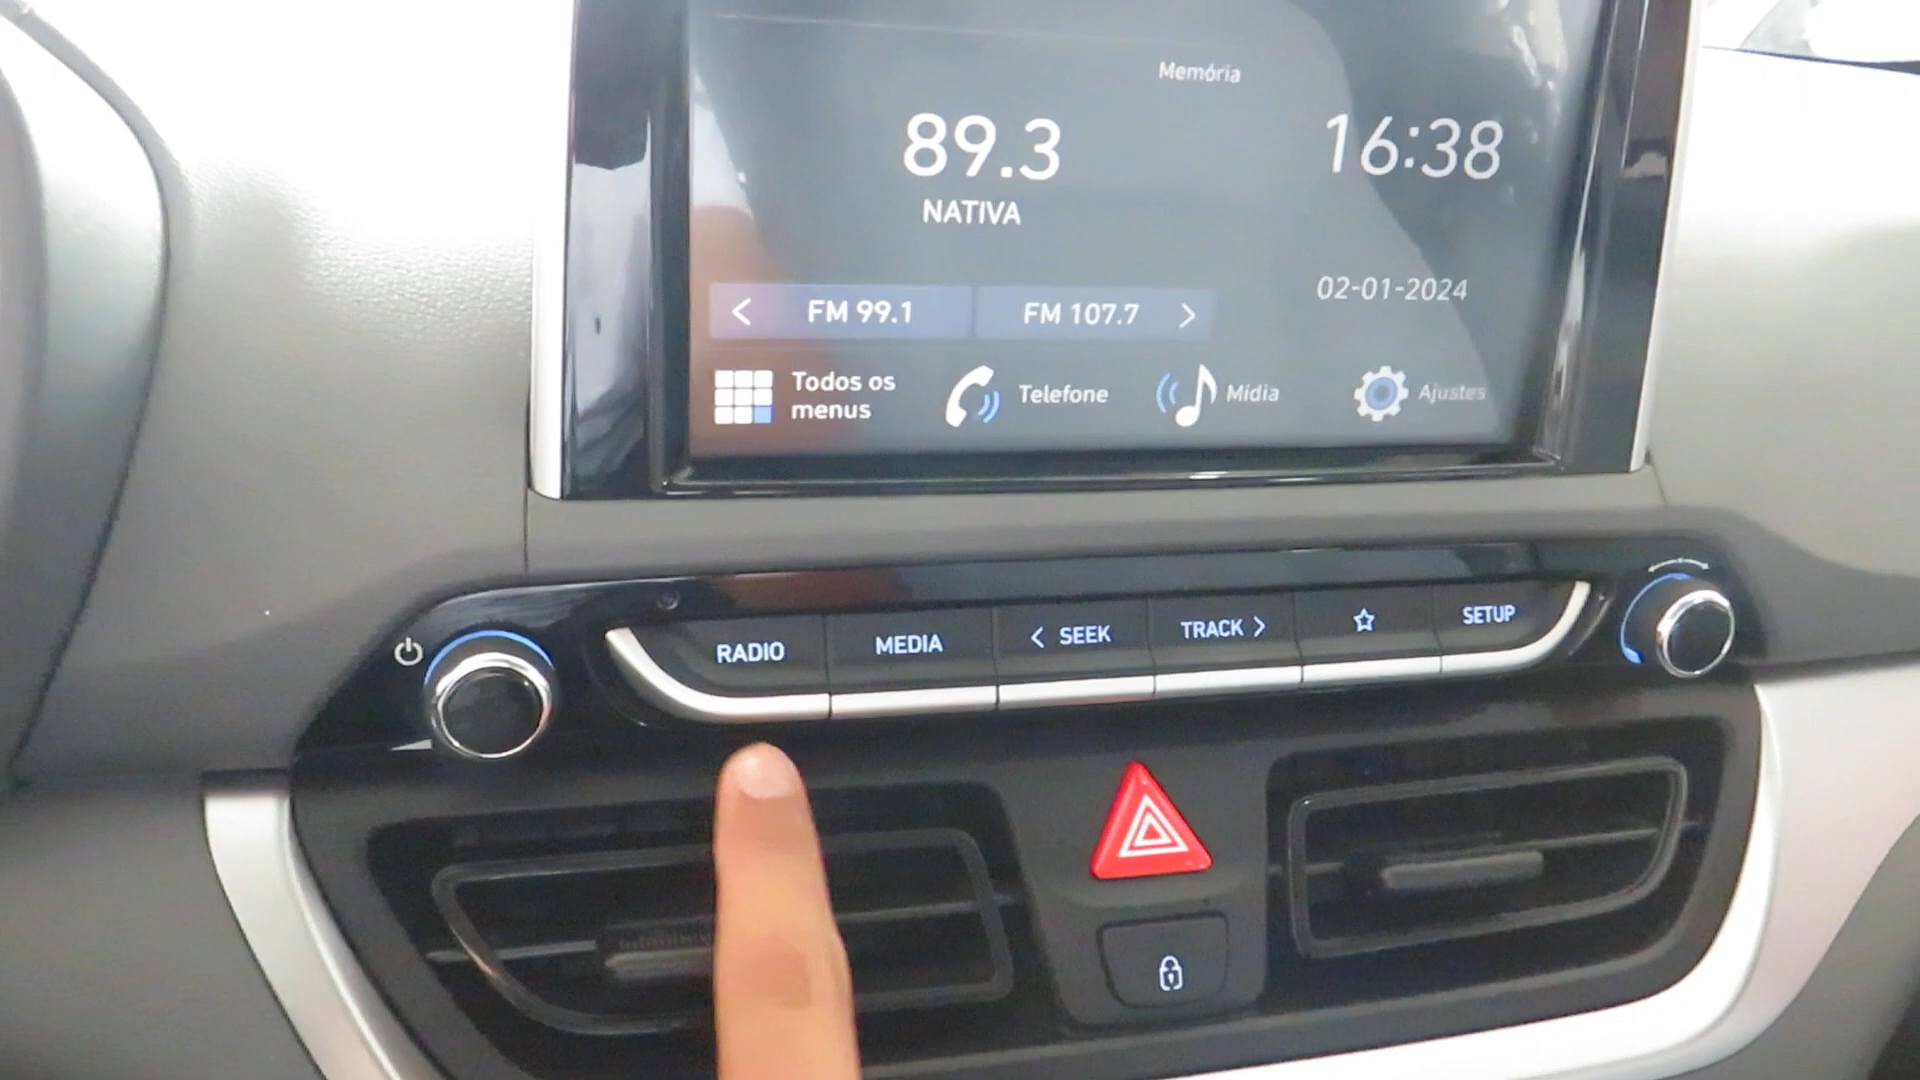 Memória
89.3
NATIVA
16:38
02-01-2024
FM 99.1
FM 107.7
Todos os
menus
Telefone
Mídia
Ajustes
RADIO
MEDIA
< SEEK
TRACK >
SETUP